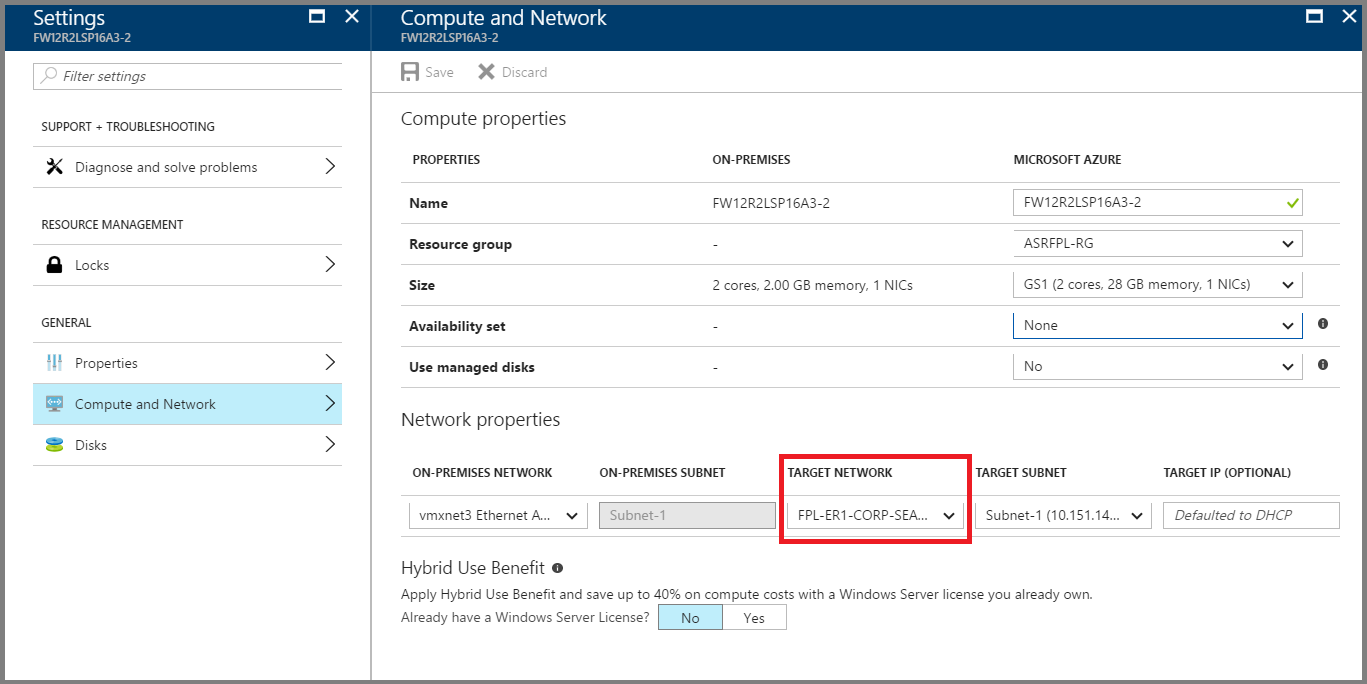 Settings
FW12R2LSP16A3-2
Filter settings
SUPPORT + TROUBLESHOOTING
Diagnose and solve problems
RESOURCE MANAGEMENT
Locks
GENERAL
Properties
Compute and Network
Disks
Compute and Network
FW12R2LSP16A3-2
Save Discard
Compute properties
PROPERTIES ON-PREMISES MICROSOFT AZURE
Name FW12R2LSP16A3-2 FW12R2LSP16A3-2
Resource group - ASRFPL-RG
Size 2 cores, 2.00 GB memory, 1 NICs GS1 (2 cores, 28 GB memory, 1 NICs)
Availability set - None
Use managed disks - No
Network properties
ON-PREMISES NETWORK ON-PREMISES SUBNET TARGET NETWORK TARGET SUBNET TARGET IP (OPTIONAL)
vmxnet3 Ethernet A... Subnet-1 FPL-ER1-CORP-SEA... Subnet-1 (10.151.14... Defaulted to DHCP
Hybrid Use Benefit
Apply Hybrid Use Benefit and save up to 40% on compute costs with a Windows Server license you already own.
Already have a Windows Server License? No Yes